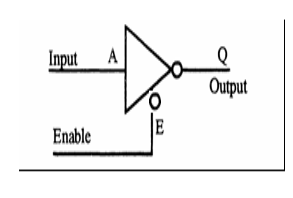 Input A Q
Output
E
Enable